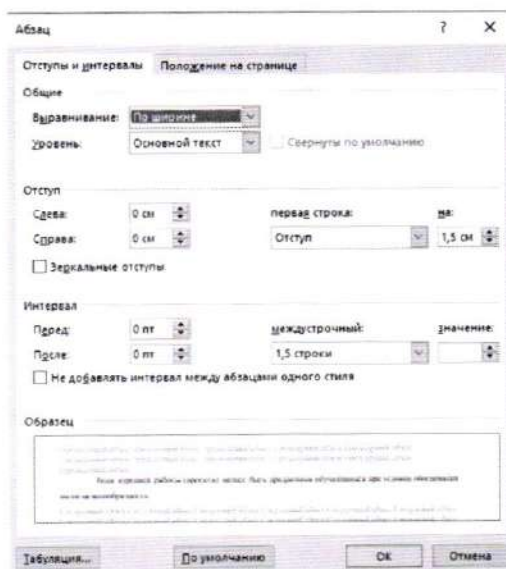 Абзац ? ×
Отступы и интервалы Положение на странице
Общие
Выравнивание: По ширине
Уровень: Основной текст Свернуты по умолчанию
Отступ
Слева: 0 см первая строка: на:
Справа: 0 см Отступ 1,5 см
Зеркальные отступы
Интервал
Перед: 0 пт междустрочный: значение:
После: 0 пт 1,5 строки
Не добавлять интервал между абзацами одного стиля
Образец
Табуляция... По умолчанию ОК Отмена